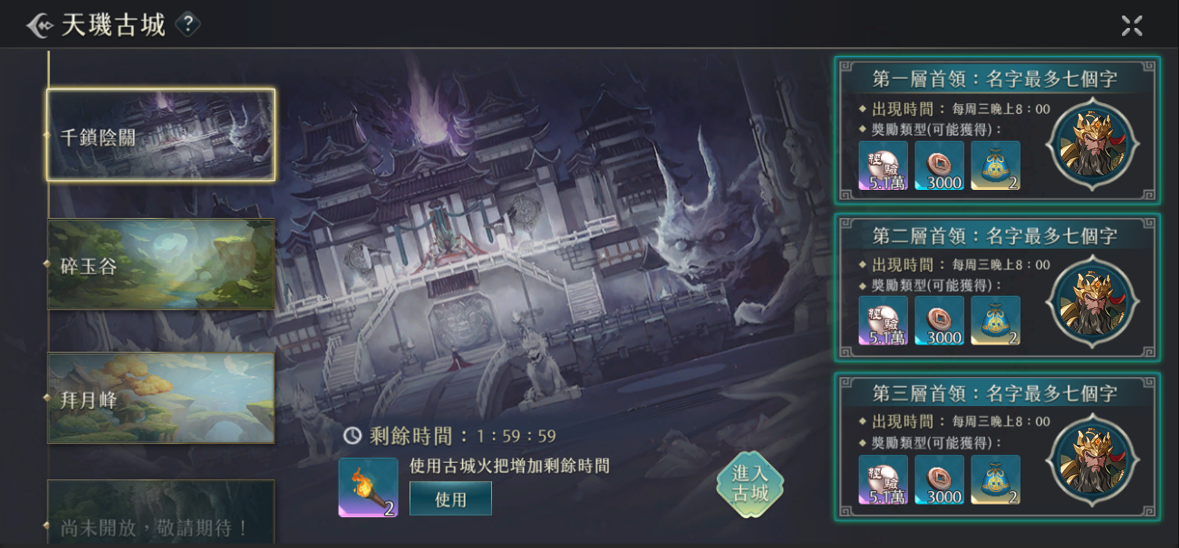 天璣古城 ?
千鎖陰關
碎玉谷
拜月峰
尚未開放，敬請期待！
剩餘時間：1:59:59
使用古城火把增加剩餘時間
2
使用
進入
古城
第一層首領：名字最多七個字
出現時間：每周三晚上8：00
獎勵類型(可能獲得)：
經驗
5.1萬
3000
2
第二層首領：名字最多七個字
出現時間：每周三晚上8：00
獎勵類型(可能獲得)：
經驗
5.1萬
3000
2
第三層首領：名字最多七個字
出現時間：每周三晚上8：00
獎勵類型(可能獲得)：
經驗
5.1萬
3000
2